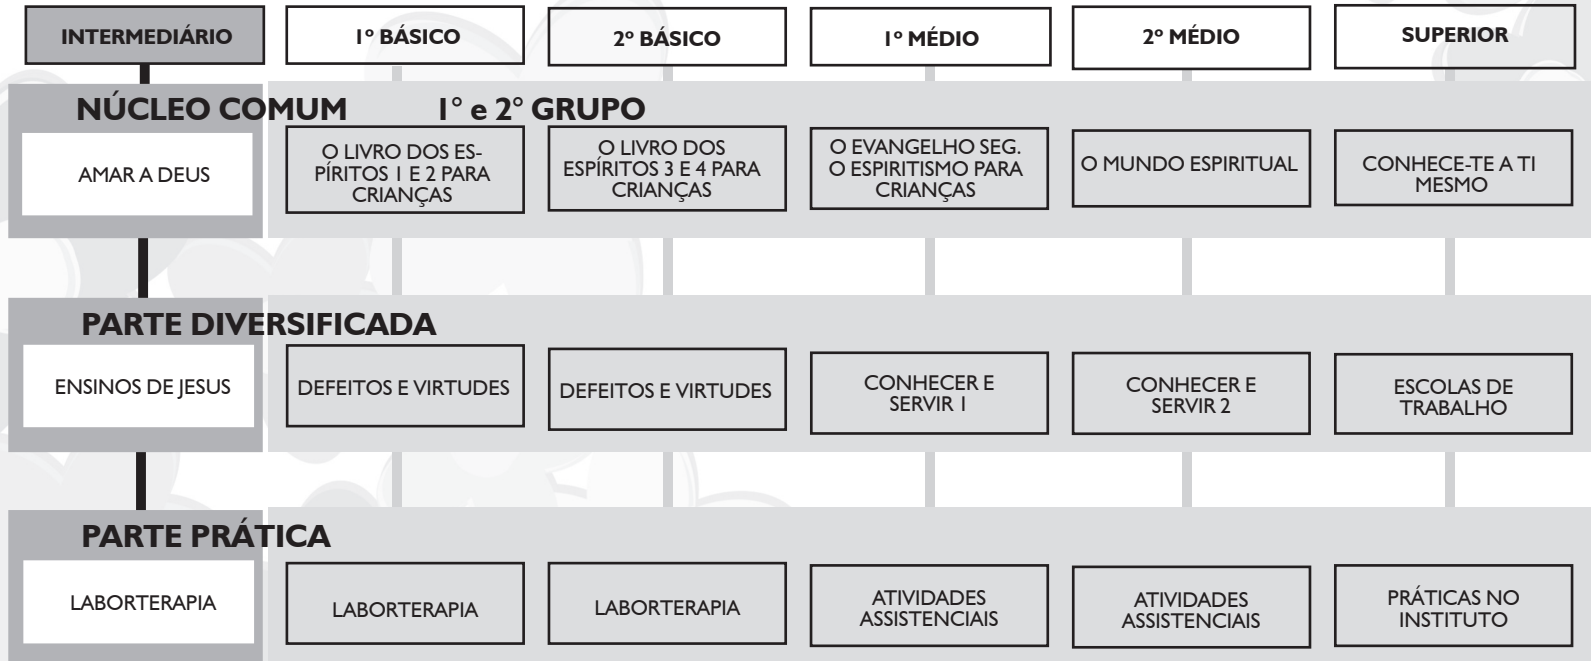 INTERMEDIÁRIO
1º BÁSICO
2º BÁSICO
1º MÉDIO
2º MÉDIO
SUPERIOR
NÚCLEO COMUM 1° e 2° GRUPO
AMAR A DEUS
O LIVRO DOS ES-
PÍRITOS 1 E 2 PARA
CRIANÇAS
O LIVRO DOS
ESPÍRITOS 3 E 4 PARA
CRIANÇAS
O EVANGELHO SEG.
O ESPIRITISMO PARA
CRIANÇAS
O MUNDO ESPIRITUAL
CONHECE-TE A TI
MESMO
PARTE DIVERSIFICADA
ENSINOS DE JESUS
DEFEITOS E VIRTUDES
DEFEITOS E VIRTUDES
CONHECER E
SERVIR 1
CONHECER E
SERVIR 2
ESCOLAS DE
TRABALHO
PARTE PRÁTICA
LABORTERAPIA
LABORTERAPIA
LABORTERAPIA
ATIVIDADES
ASSISTENCIAIS
ATIVIDADES
ASSISTENCIAIS
PRÁTICAS NO
INSTITUTO